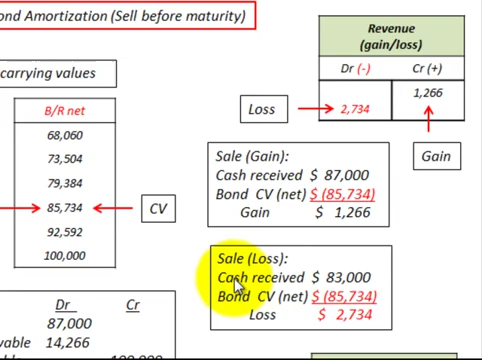 ond Amortization (Sell before maturity)
carrying values
B/R net
68,060
73,504
79,384
85,734
92,592
100,000
CV
Revenue
(gain/loss)
Dr (-) Cr (+)
1,266
Loss 2,734
Gain
Sale (Gain):
Cash received $ 87,000
Bond CV (net) $ (85,734)
Gain $ 1,266
Sale (Loss):
Cash received $ 83,000
Bond CV (net) $ (85,734)
Loss $ 2,734
Dr Cr
87,000
vable 14,266